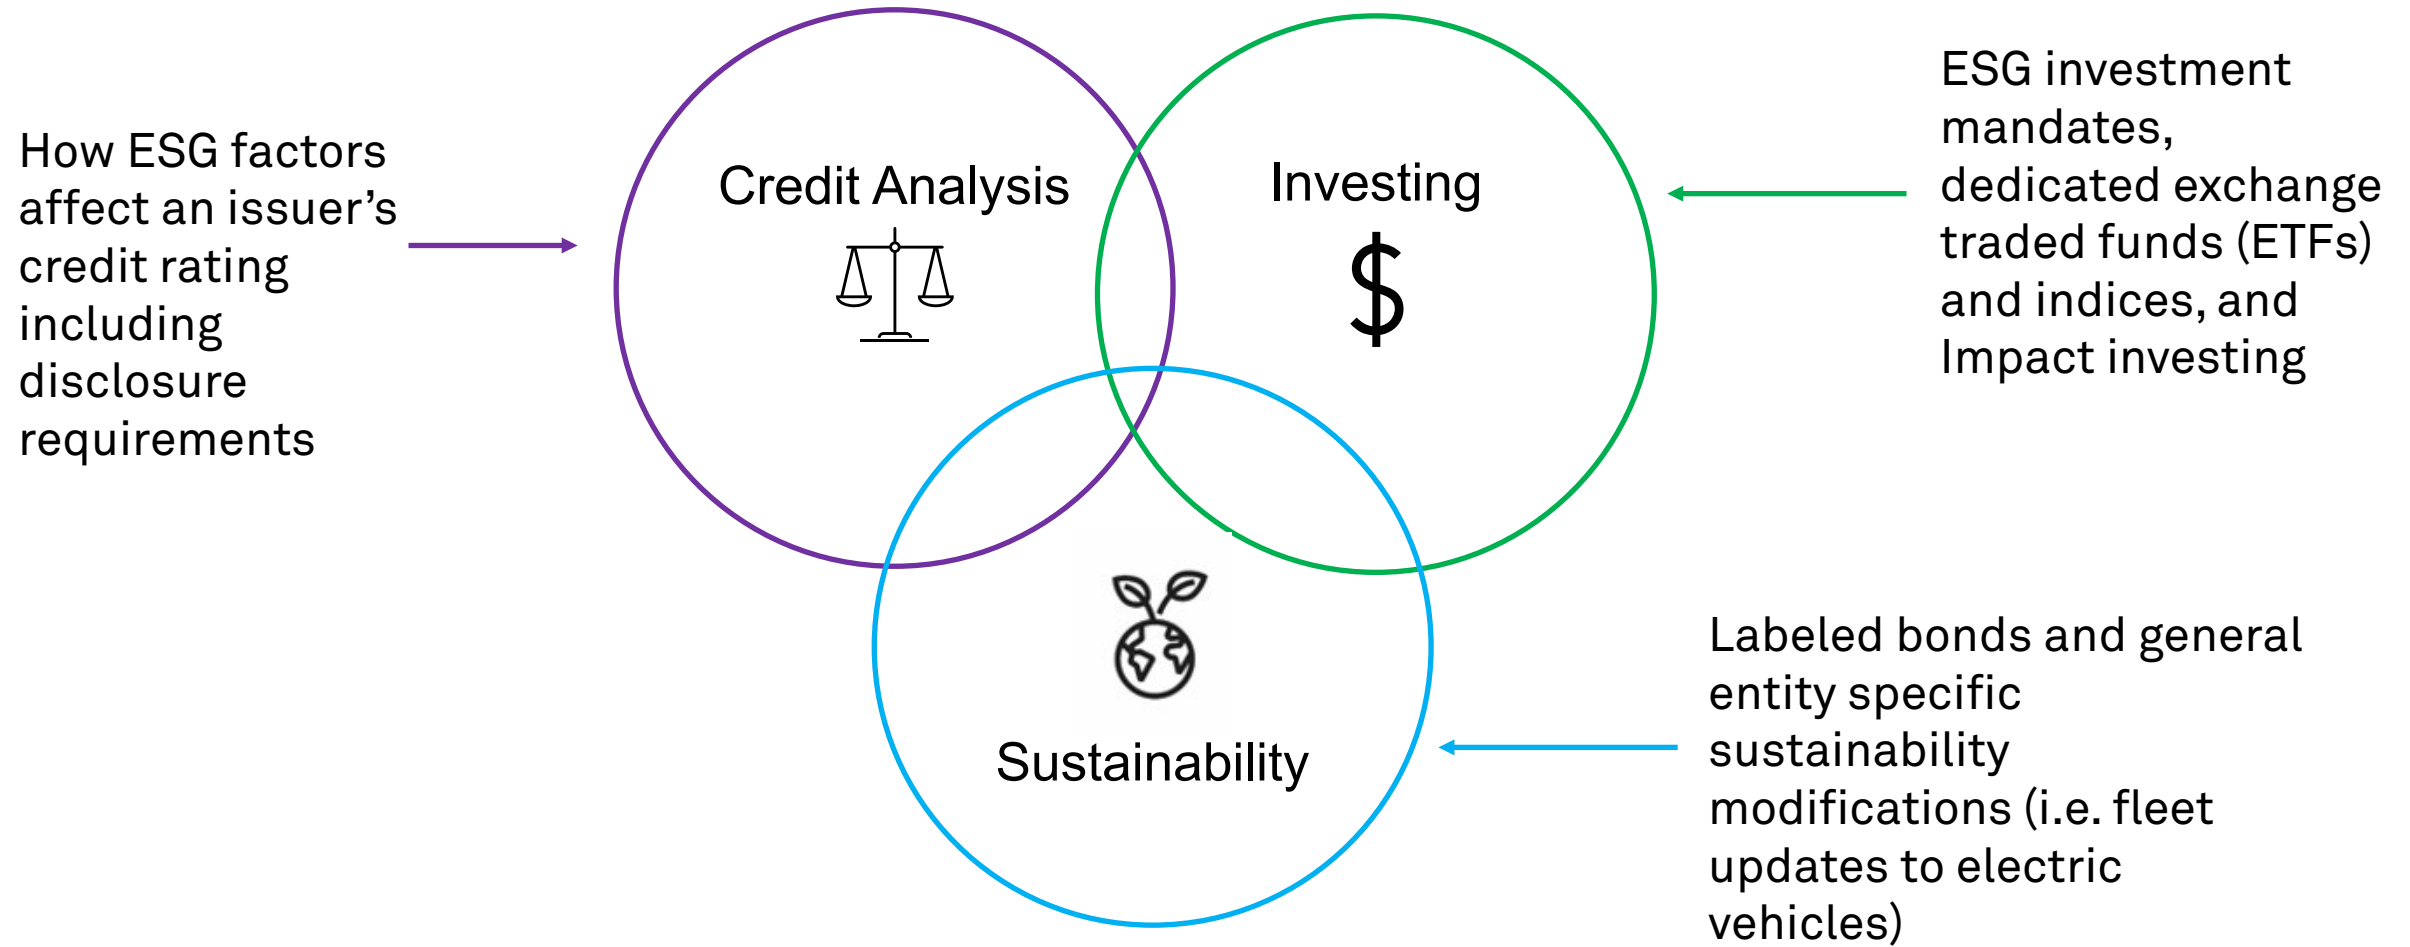 How ESG factors
affect an issuer’s
credit rating
including
disclosure
requirements
Credit Analysis
Investing
$
ESG investment
mandates,
dedicated exchange
traded funds (ETFs)
and indices, and
Impact investing
Sustainability
Labeled bonds and general
entity specific
sustainability
modifications (i.e. fleet
updates to electric
vehicles)